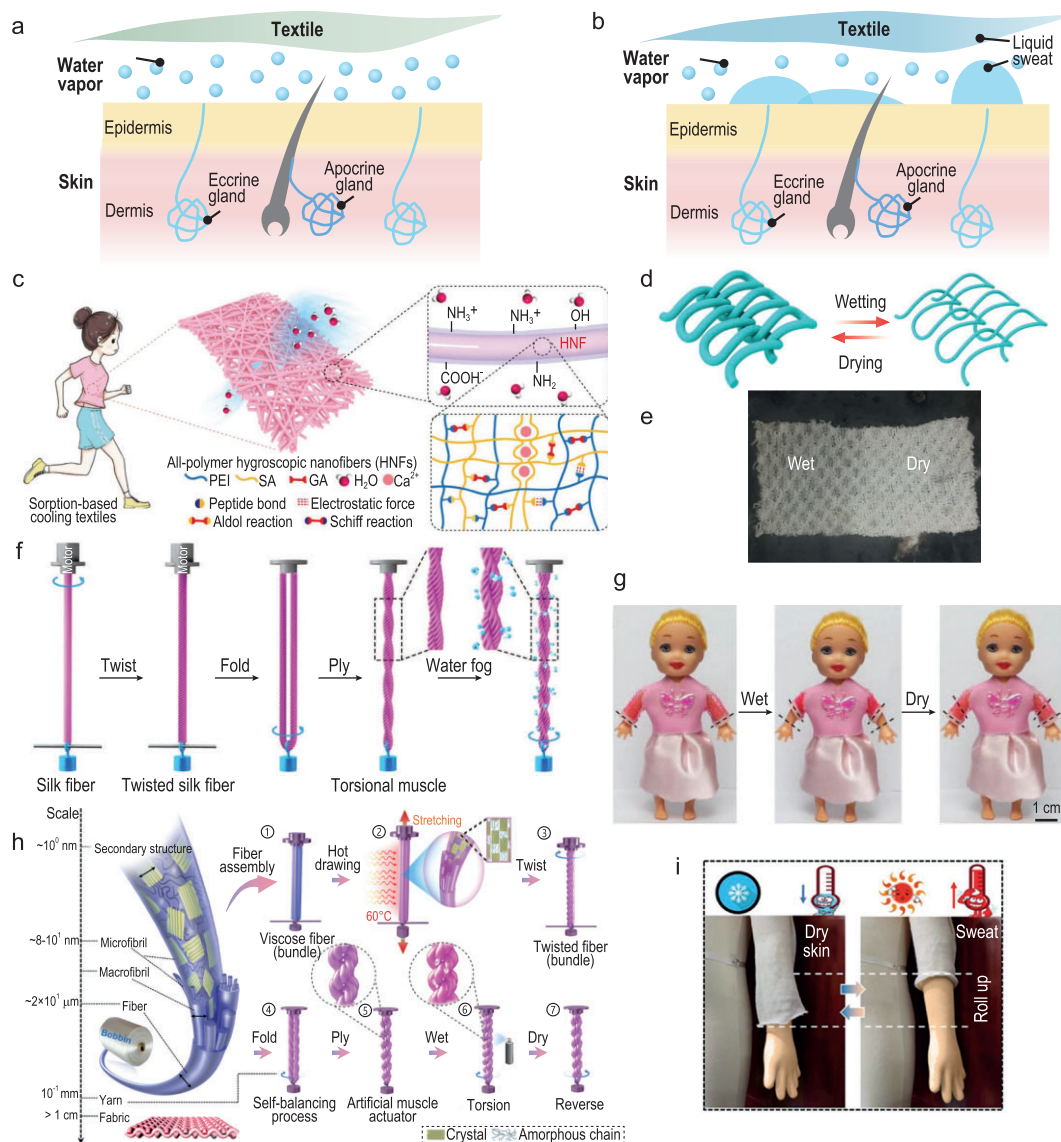 a
Textile
Water
vapor
Epidermis
Skin
Eccrine
gland
Apocrine
gland
Dermis
b
Textile
Liquid
sweat
Water
vapor
Epidermis
Skin
Eccrine
gland
Apocrine
gland
Dermis
c
Sorption-based
cooling textiles
All-polymer hygroscopic nanofibers (HNFs)
PEI SA GA H₂O Ca²⁺
Peptide bond Electrostatic force
Aldol reaction Schiff reaction
NH₃⁺ NH₃⁺ OH
HNF
COOH⁻ NH₂
d
Wetting
Drying
e
Wet Dry
f
Motor Motor
Twist Fold Ply Water fog
Silk fiber Twisted silk fiber Torsional muscle
g
Wet Dry
1 cm
h
Scale
~10⁰ nm
Secondary structure
~8-10¹ nm
Microfibril
Macrofibril
~2×10¹ μm
Fiber
Bobbin
10⁻¹ mm
Yarn
> 1 cm
Fabric
Fiber
assembly
①
Viscose fiber
(bundle)
Hot
drawing
②
Stretching
60°C
Twist
③
Twisted fiber
(bundle)
④
Fold
Self-balancing
process
⑤
Ply
Artificial muscle
actuator
⑥
Wet
Torsion
⑦
Dry
Reverse
Crystal Amorphous chain
i
Dry
skin
Sweat
Roll up